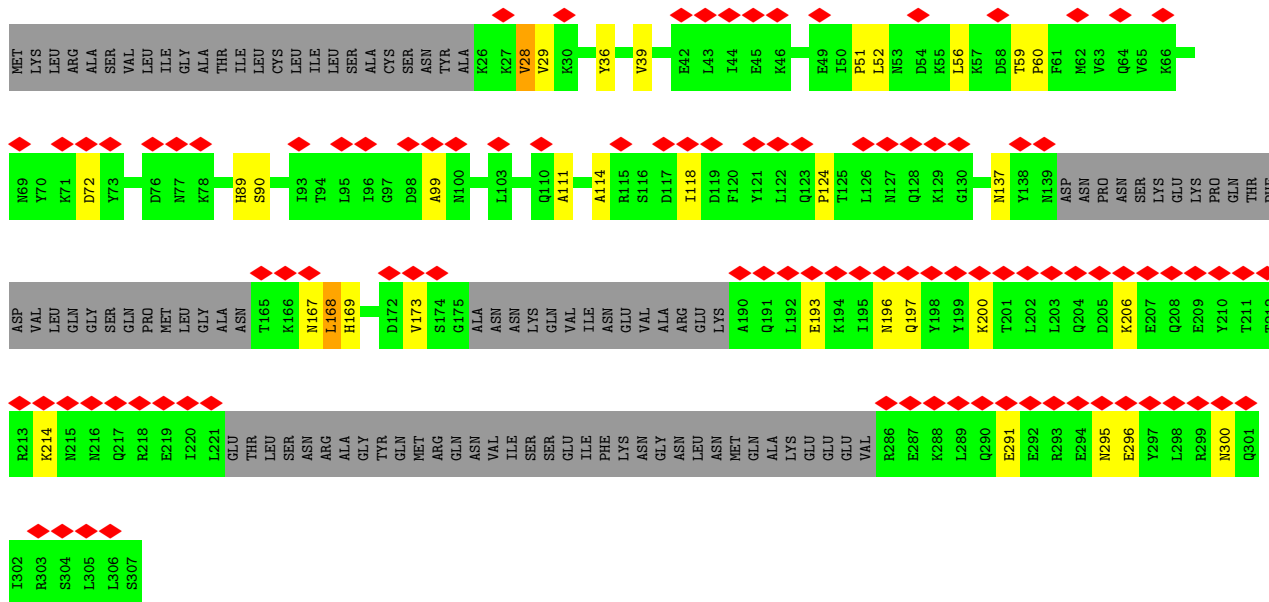 MET LYS LEU ARG ALA SER VAL LEU ILE GLY ALA THR ILE LEU CYS LEU ILE LEU SER ALA CYS SER ASN TYR ALA K26 K27 V28 V29 K30 Y36 V39 E42 L43 I44 E45 K46 E49 I50 P51 L52 N53 D54 K55 L56 K57 D58 T59 P60 F61 M62 V63 Q64 V65 K66
N69 Y70 K71 D72 Y73 D76 N77 K78 H89 S90 I93 T94 L95 I96 G97 D98 A99 N100 L103 Q110 A111 A114 R115 S116 D117 I118 D119 F120 Y121 L122 Q123 P124 T125 L126 N127 Q128 K129 G130 N137 Y138 N139 ASP ASN PRO ASN SER LYS GLU LYS PRO GLN THR
ASP VAL LEU GLN GLY SER GLN PRO MET LEU GLY ALA ASN T165 K166 N167 L168 H169 D172 V173 S174 G175 ALA ASN ASN LYS GLN VAL ILE ASN GLU VAL ALA ARG GLU LYS A190 Q191 L192 E193 K194 I195 N196 Q197 Y198 Y199 K200 T201 L202 L203 Q204 D205 K206 E207 Q208 E209 Y210 T211
R213 K214 N215 N216 Q217 R218 E219 I220 L221 GLU THR LEU SER ASN ARG ALA GLY TYR GLN MET ARG GLN ASN VAL ILE SER SER GLU ILE PHE LYS ASN GLY ASN LEU ASN MET GLN ALA LYS GLU GLU GLU VAL R286 E287 K288 L289 Q290 E291 E292 R293 E294 N295 E296 Y297 L298 R299 N300 Q301
I302 R303 S304 L305 L306 S307